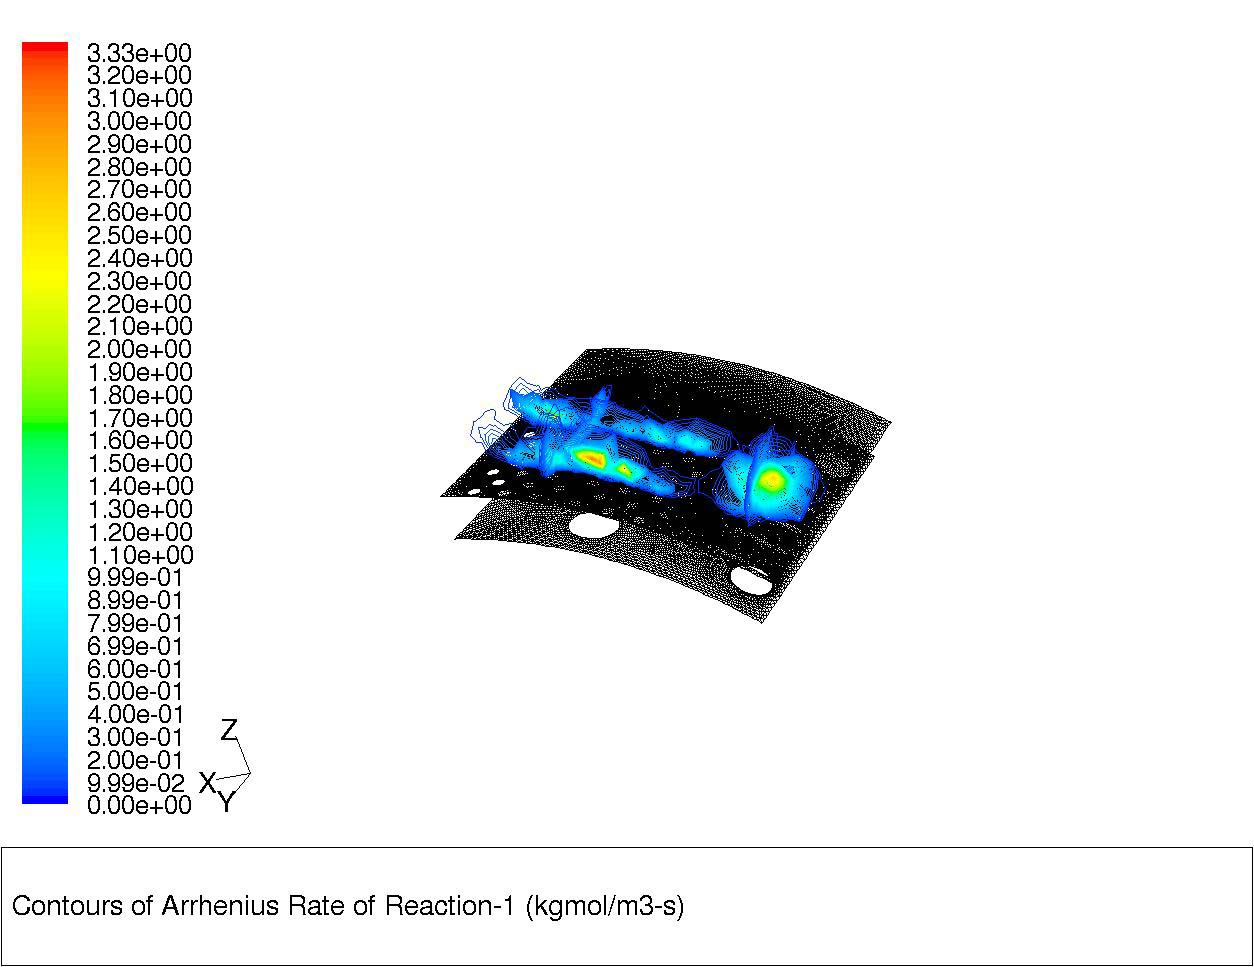 3.33e+00
3.20e+00
3.10e+00
3.00e+00
2.90e+00
2.80e+00
2.70e+00
2.60e+00
2.50e+00
2.40e+00
2.30e+00
2.20e+00
2.10e+00
2.00e+00
1.90e+00
1.80e+00
1.70e+00
1.60e+00
1.50e+00
1.40e+00
1.30e+00
1.20e+00
1.10e+00
9.99e-01
8.99e-01
7.99e-01
6.99e-01
6.00e-01
5.00e-01
4.00e-01
3.00e-01
2.00e-01
9.99e-02
0.00e+00
Z
X
Y
Contours of Arrhenius Rate of Reaction-1 (kgmol/m3-s)